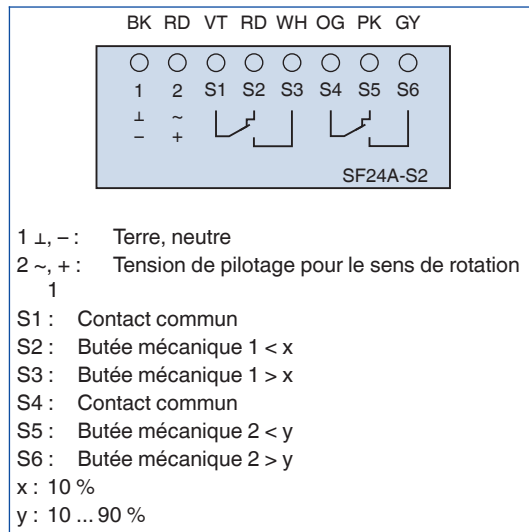 BK RD VT RD WH OG PK GY
1 2 S1 S2 S3 S4 S5 S6
⊥ ~
– +
SF24A-S2
1 ⊥, – : Terre, neutre
2 ~, + : Tension de pilotage pour le sens de rotation
1
S1 : Contact commun
S2 : Butée mécanique 1 < x
S3 : Butée mécanique 1 > x
S4 : Contact commun
S5 : Butée mécanique 2 < y
S6 : Butée mécanique 2 > y
x : 10 %
y : 10 ... 90 %